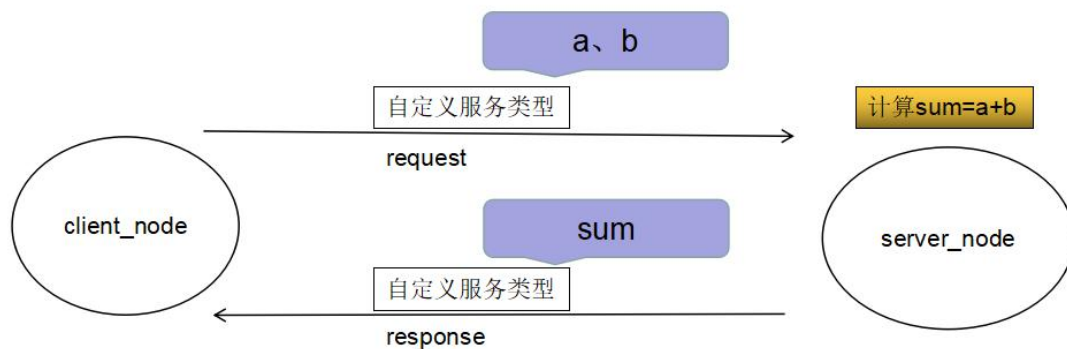 a、b
自定义服务类型
计算sum=a+b
request
client_node
sum
server_node
自定义服务类型
response